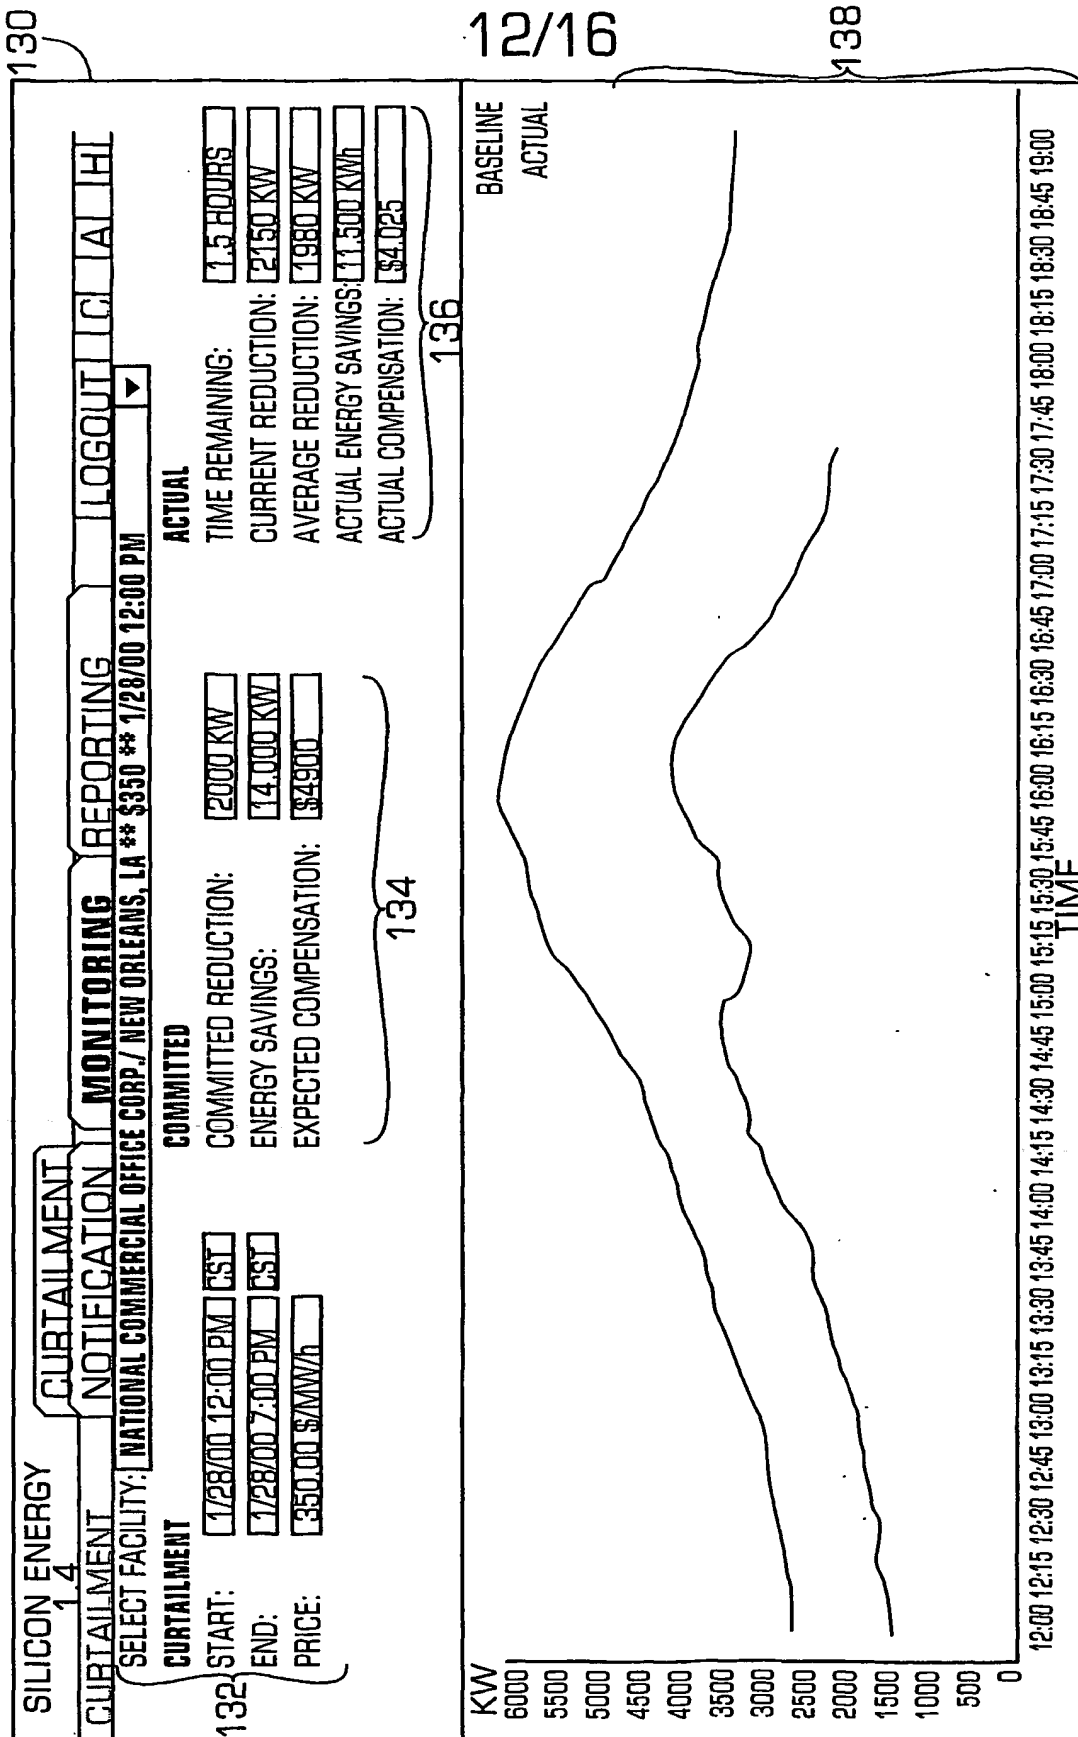 130
SILICON ENERGY
1.4
CURTAILMENT
CURTAILMENT NOTIFICATION MONITORING REPORTING LOGOUT C A H
SELECT FACILITY: NATIONAL COMMERCIAL OFFICE CORP./ NEW ORLEANS, LA ** $350 ** 1/28/00 12:00 PM ▼
CURTAILMENT
START: 1/28/00 12:00 PM CST
END: 1/28/00 7:00 PM CST
PRICE: 350.00 $/MW/h
132
COMMITTED
COMMITTED REDUCTION: 2000 KW
ENERGY SAVINGS: 14.000 KW
EXPECTED COMPENSATION: $4900
134
ACTUAL
TIME REMAINING: 1.5 HOURS
CURRENT REDUCTION: 2150 KW
AVERAGE REDUCTION: 1980 KW
ACTUAL ENERGY SAVINGS: 11.500 KWh
ACTUAL COMPENSATION: $4.025
136
12/16
BASELINE
ACTUAL
138
KW
6000
5500
5000
4500
4000
3500
3000
2500
2000
1500
1000
500
0
12:00 12:15 12:30 12:45 13:00 13:15 13:30 13:45 14:00 14:15 14:30 14:45 15:00 15:15 15:30 15:45 16:00 16:15 16:30 16:45 17:00 17:15 17:30 17:45 18:00 18:15 18:30 18:45 19:00
TIME